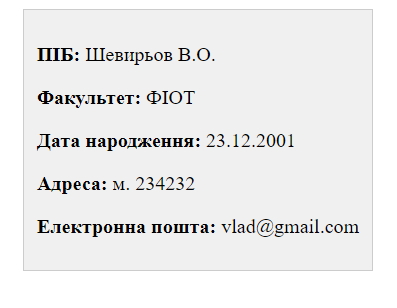 ПІБ: Шевирьов В.О.
Факультет: ФІОТ
Дата народження: 23.12.2001
Адреса: м. 234232
Електронна пошта: vlad@gmail.com